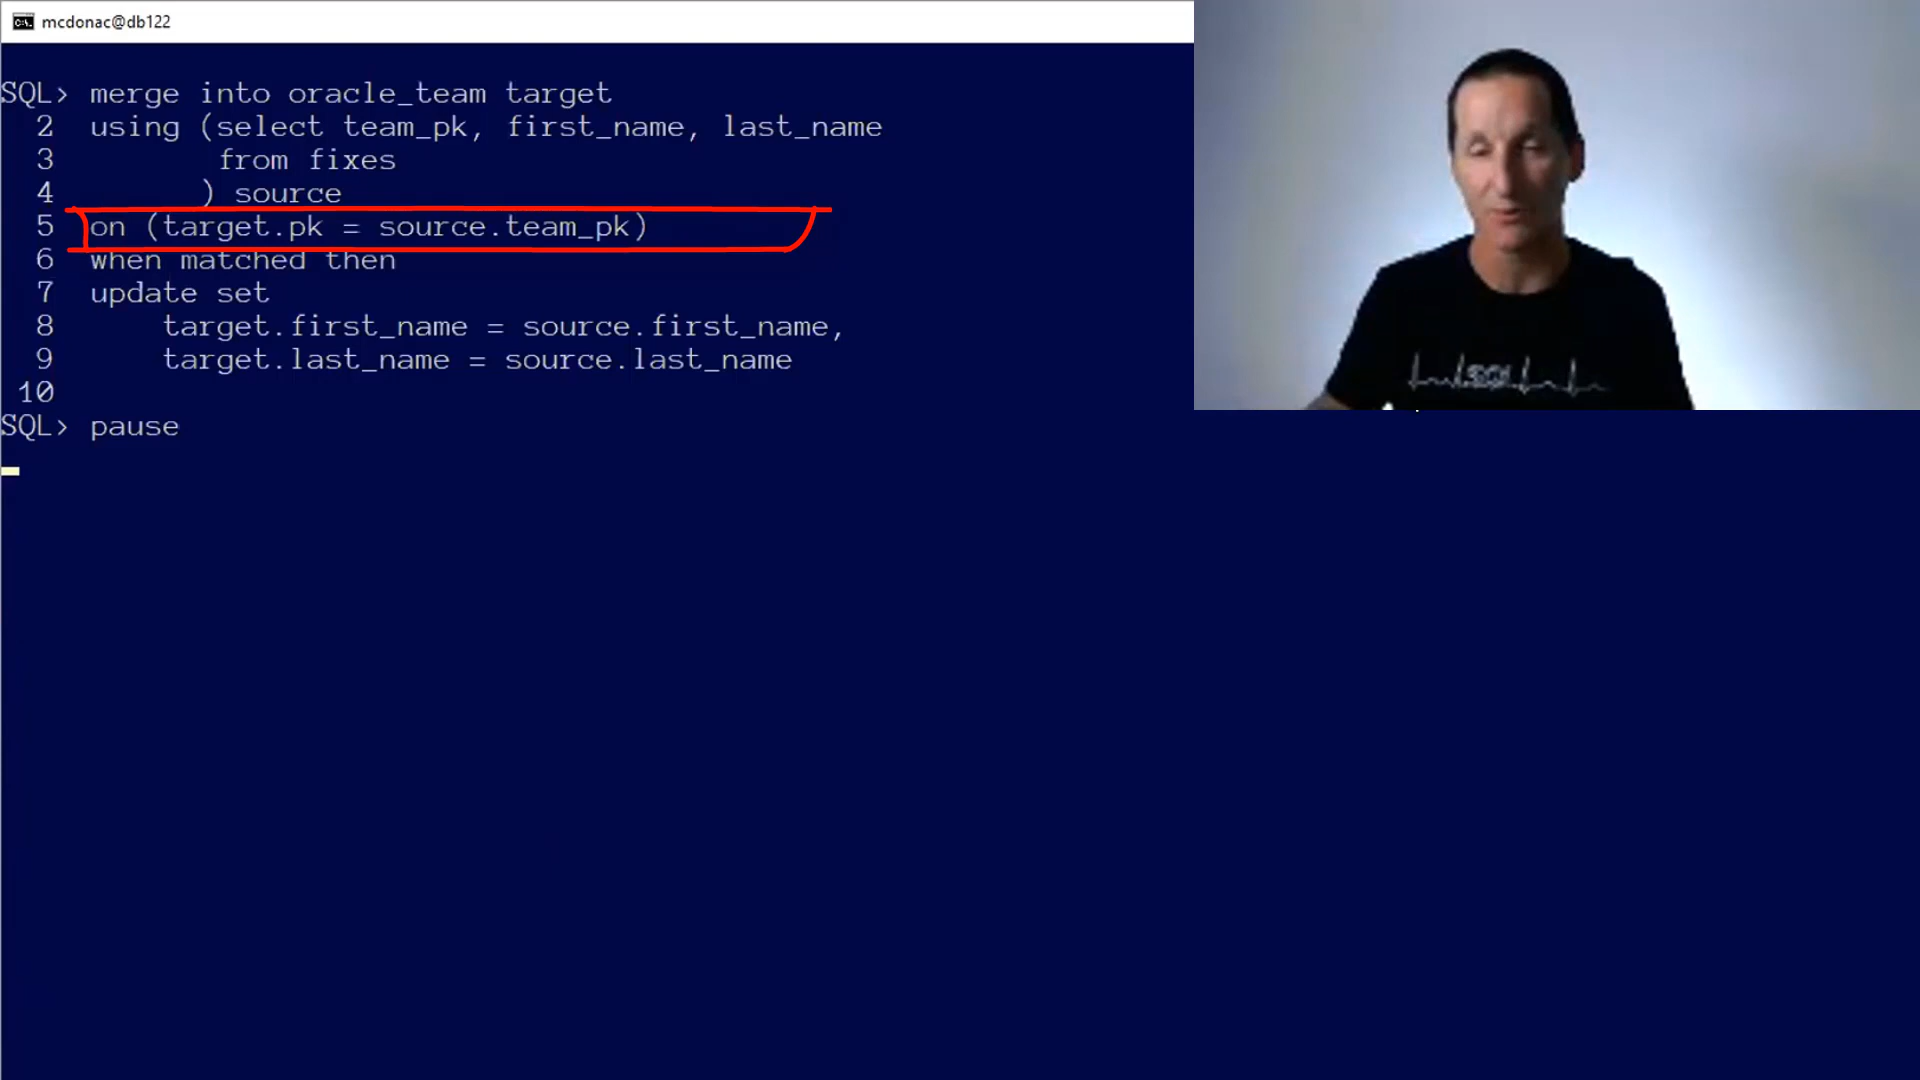 mcdonac@db122
SQL> merge into oracle_team target
2 using (select team_pk, first_name, last_name
3 from fixes
4 ) source
5 on (target.pk = source.team_pk)
6 when matched then
7 update set
8 target.first_name = source.first_name,
9 target.last_name = source.last_name
10
SQL> pause